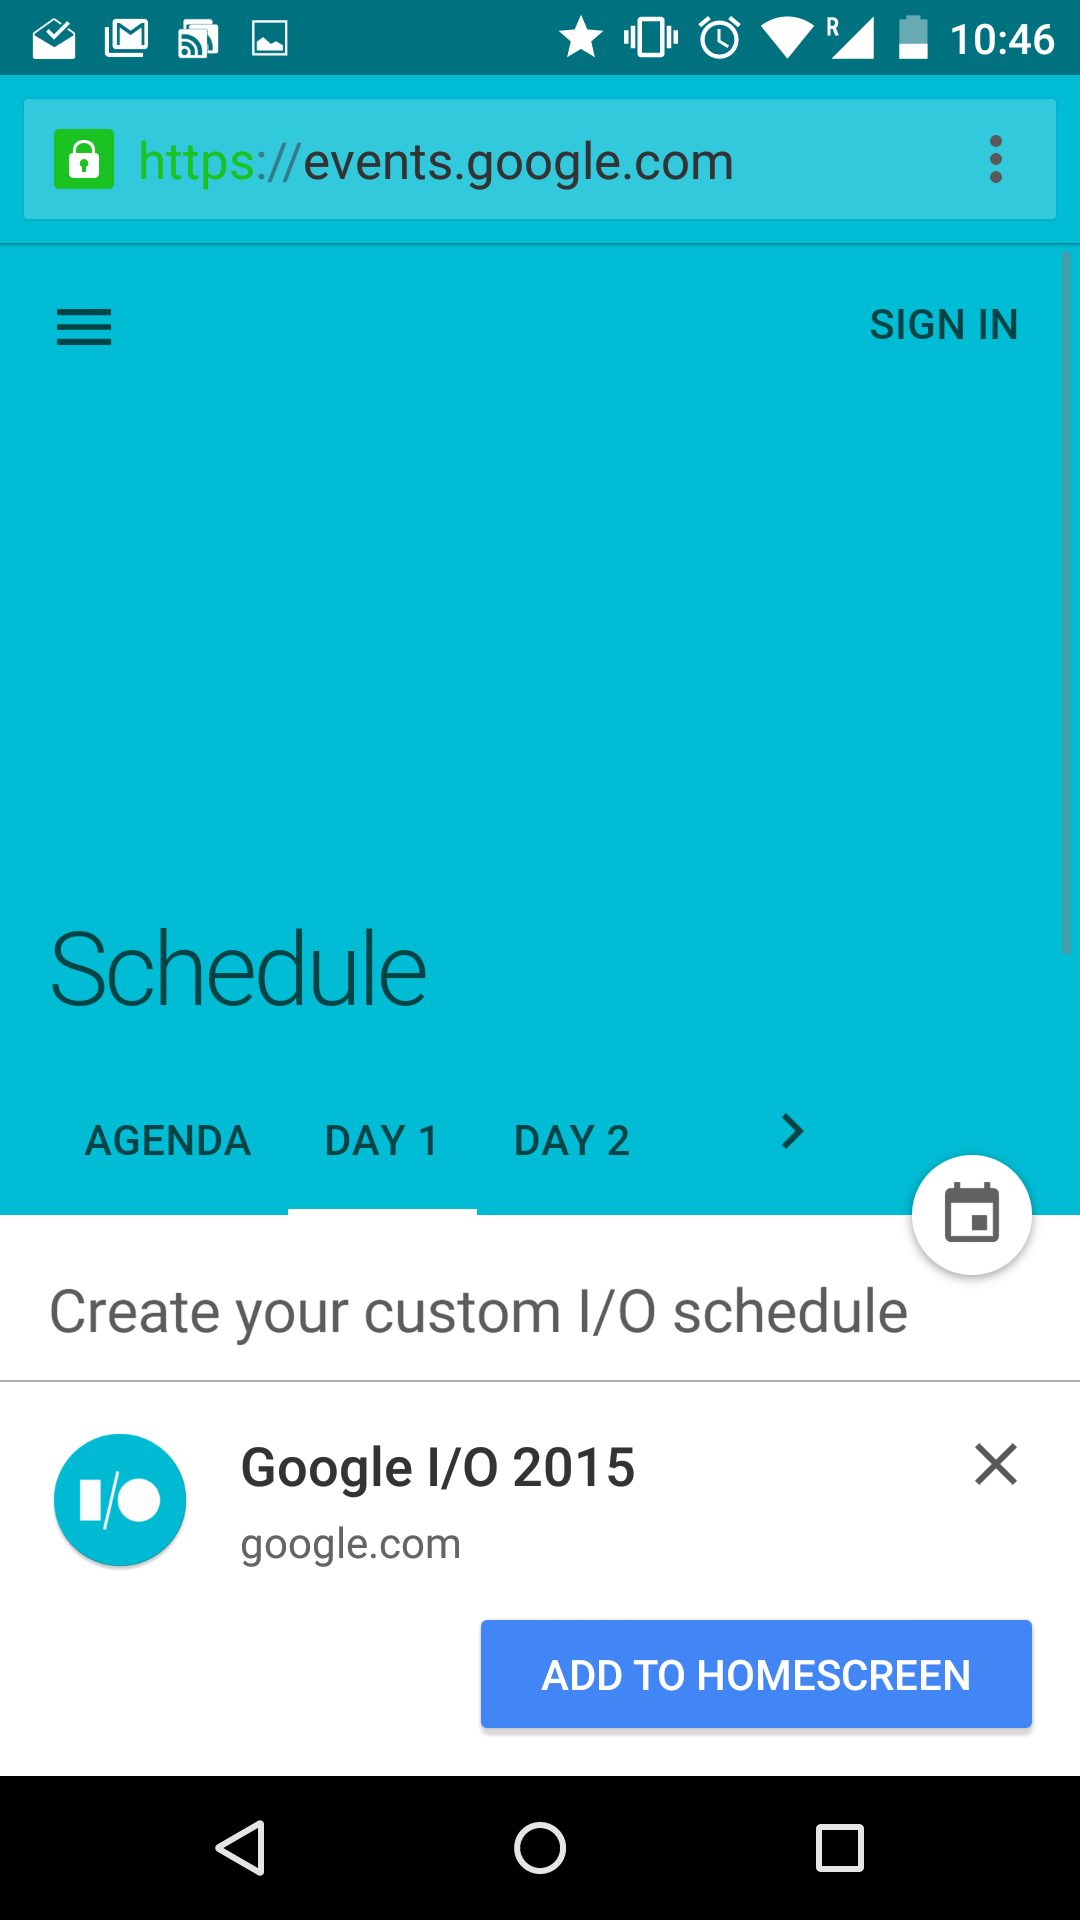 R 10:46
https://events.google.com
SIGN IN
Schedule
AGENDA DAY 1 DAY 2
Create your custom I/O schedule
I/O
Google I/O 2015
google.com
ADD TO HOMESCREEN